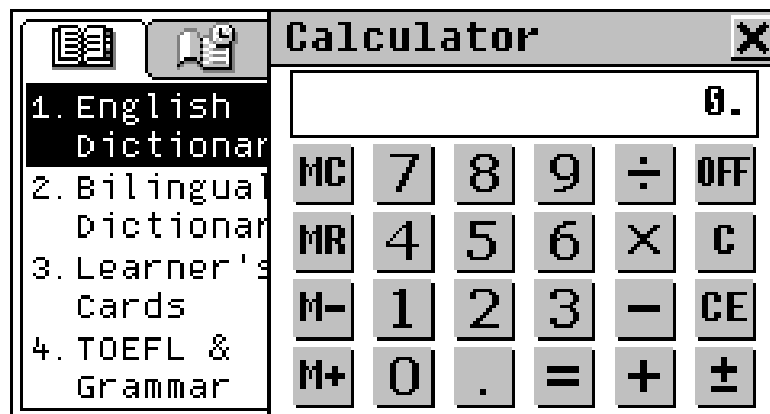 Calculator
0.
1. English
Dictionar
2. Bilingual
Dictionar
3. Learner's
Cards
4. TOEFL &
Grammar
MC 7 8 9 ÷ OFF
MR 4 5 6 × C
M- 1 2 3 − CE
M+ 0 . = + ±